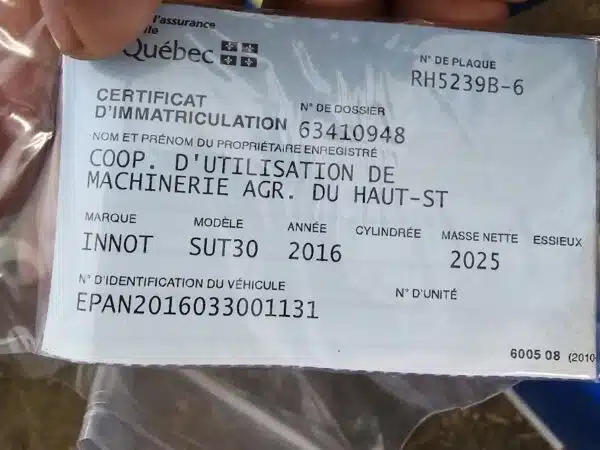 l'assurance
Québec
N° DE PLAQUE
RH5239B-6
CERTIFICAT
D'IMMATRICULATION
N° DE DOSSIER
63410948
NOM ET PRÉNOM DU PROPRIÉTAIRE ENREGISTRÉ
COOP. D'UTILISATION DE
MACHINERIE AGR. DU HAUT-ST
MARQUE MODÈLE ANNÉE CYLINDRÉE MASSE NETTE ESSIEUX
INNOT SUT30 2016 2025
N° D'IDENTIFICATION DU VÉHICULE N° D'UNITÉ
EPAN2016033001131
6005 08 (2010